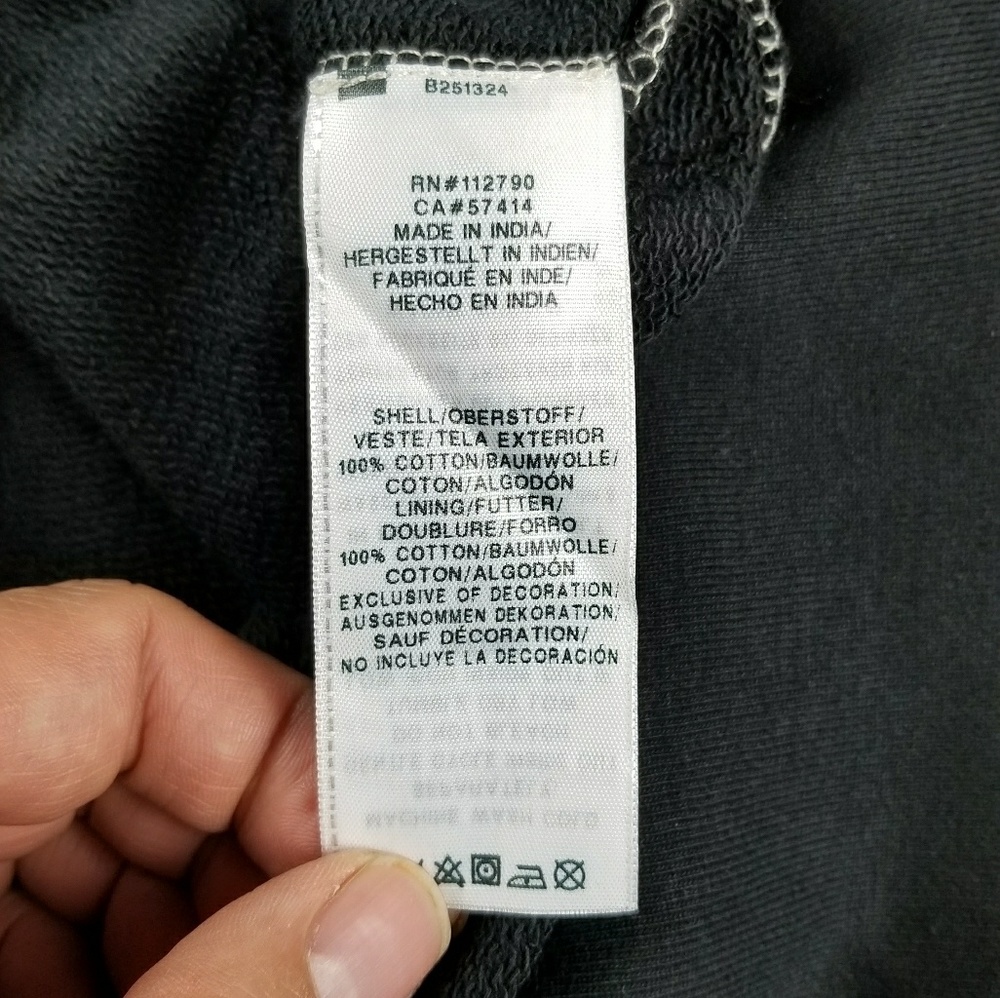 B251324
RN#112790
CA#57414
MADE IN INDIA/
HERGESTELLT IN INDIEN/
FABRIQUÉ EN INDE/
HECHO EN INDIA
SHELL/OBERSTOFF/
VESTE/TELA EXTERIOR
100% COTTON/BAUMWOLLE/
COTON/ALGODÓN
LINING/FUTTER/
DOUBLURE/FORRO
100% COTTON/BAUMWOLLE/
COTON/ALGODÓN
EXCLUSIVE OF DECORATION/
AUSGENOMMEN DEKORATION/
SAUF DÉCORATION/
NO INCLUYE LA DECORACIÓN